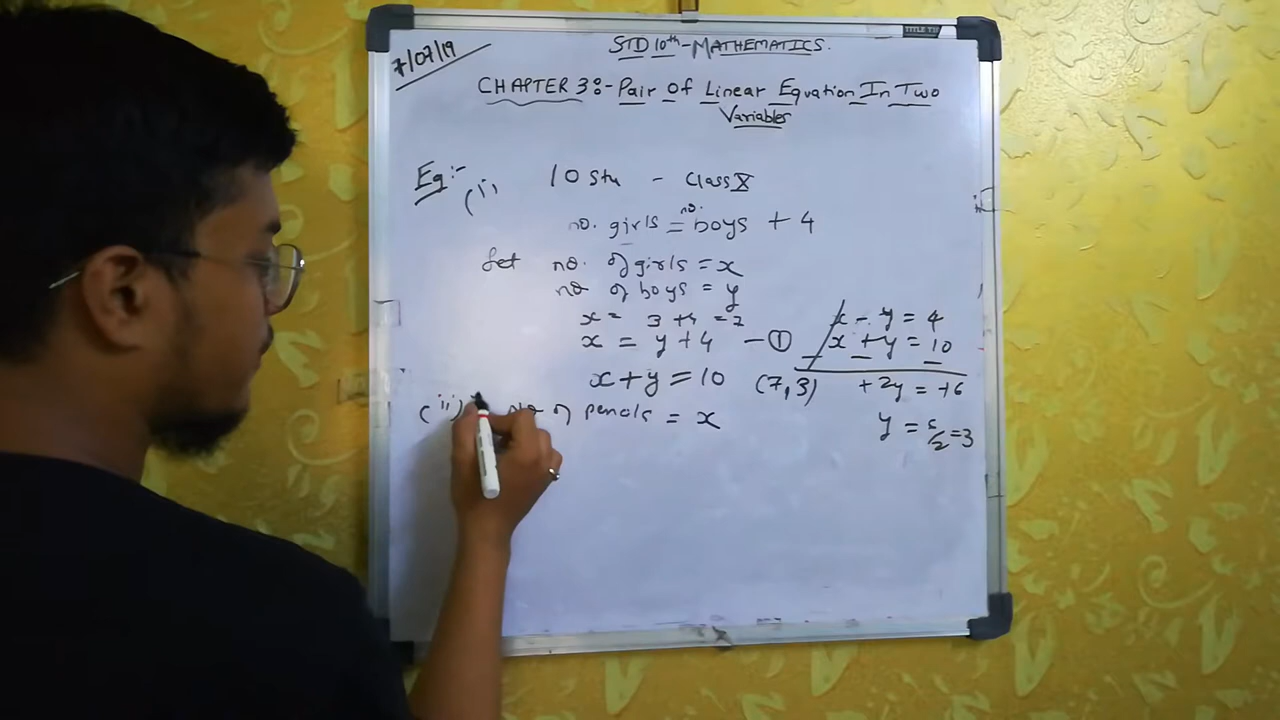 7/07/19
STD 10th - MATHEMATICS.
CHAPTER 3:- Pair Of Linear Equation In Two
Variables
Eg:-
(i) 10 Stu - Class X
no. girls = no. boys + 4
Let no. of girls = x
no of boys = y
x = 3 + 4 = 7
x = y + 4 - ①
x + y = 10 (7, 3)
x - y = 4
x + y = 10
+ 2y = +6
y = 6/2 = 3
(ii) No of pencils = x